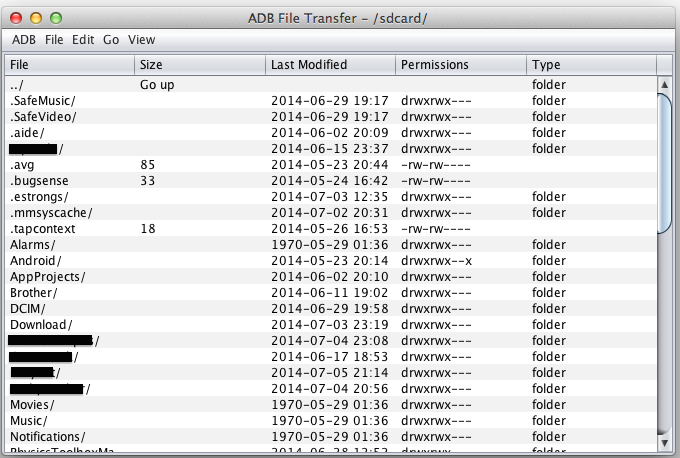 ADB File Transfer - /sdcard/
ADB File Edit Go View
File Size Last Modified Permissions Type
../ Go up folder
.SafeMusic/ 2014-06-29 19:17 drwxrwx--- folder
.SafeVideo/ 2014-06-29 19:17 drwxrwx--- folder
.aide/ 2014-06-02 20:09 drwxrwx--- folder
/ 2014-06-15 23:37 drwxrwx--- folder
.avg 85 2014-05-23 20:44 -rw-rw----
.bugsense 33 2014-05-24 16:42 -rw-rw----
.estrongs/ 2014-07-03 12:35 drwxrwx--- folder
.mmsyscache/ 2014-07-02 20:31 drwxrwx--- folder
.tapcontext 18 2014-05-26 16:53 -rw-rw----
Alarms/ 1970-05-29 01:36 drwxrwx--- folder
Android/ 2014-05-23 20:14 drwxrwx--x folder
AppProjects/ 2014-06-02 20:10 drwxrwx--- folder
Brother/ 2014-06-11 19:02 drwxrwx--- folder
DCIM/ 2014-06-29 19:58 drwxrwx--- folder
Download/ 2014-07-03 23:19 drwxrwx--- folder
/ 2014-07-04 23:08 drwxrwx--- folder
/ 2014-06-17 18:53 drwxrwx--- folder
/ 2014-07-05 21:14 drwxrwx--- folder
/ 2014-07-04 20:56 drwxrwx--- folder
Movies/ 1970-05-29 01:36 drwxrwx--- folder
Music/ 1970-05-29 01:36 drwxrwx--- folder
Notifications/ 1970-05-29 01:36 drwxrwx--- folder